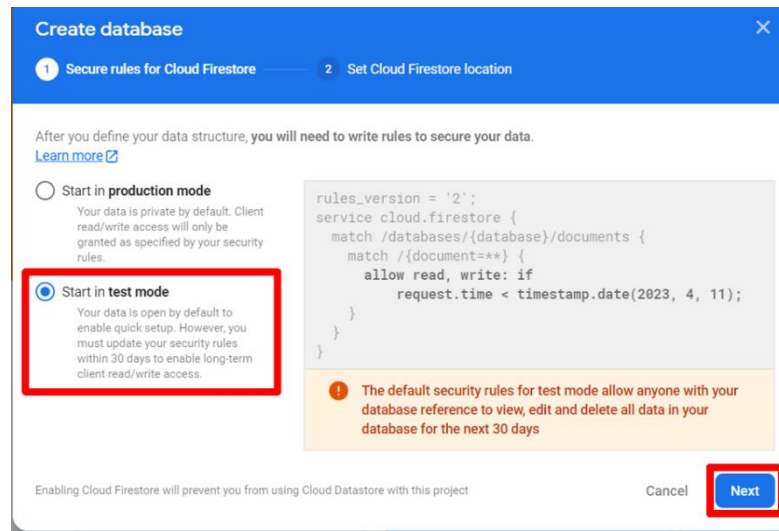 Create database
1 Secure rules for Cloud Firestore
2 Set Cloud Firestore location
After you define your data structure, you will need to write rules to secure your data.
Learn more
Start in production mode
Your data is private by default. Client
read/write access will only be
granted as specified by your security
rules.
Start in test mode
Your data is open by default to
enable quick setup. However, you
must update your security rules
within 30 days to enable long-term
client read/write access.
rules_version = '2';
service cloud.firestore {
  match /databases/{database}/documents {
    match /{document=**} {
      allow read, write: if
          request.time < timestamp.date(2023, 4, 11);
    }
  }
}
The default security rules for test mode allow anyone with your
database reference to view, edit and delete all data in your
database for the next 30 days
Enabling Cloud Firestore will prevent you from using Cloud Datastore with this project
Cancel
Next